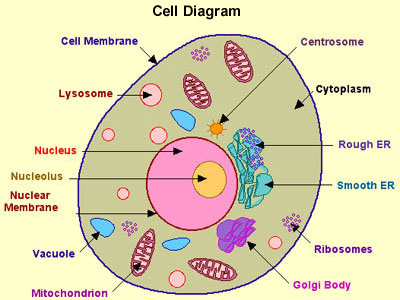 Cell Diagram
Cell Membrane
Centrosome
Lysosome
Cytoplasm
Nucleus
Rough ER
Nucleolus
Smooth ER
Nuclear
Membrane
Vacuole
Ribosomes
Golgi Body
Mitochondrion